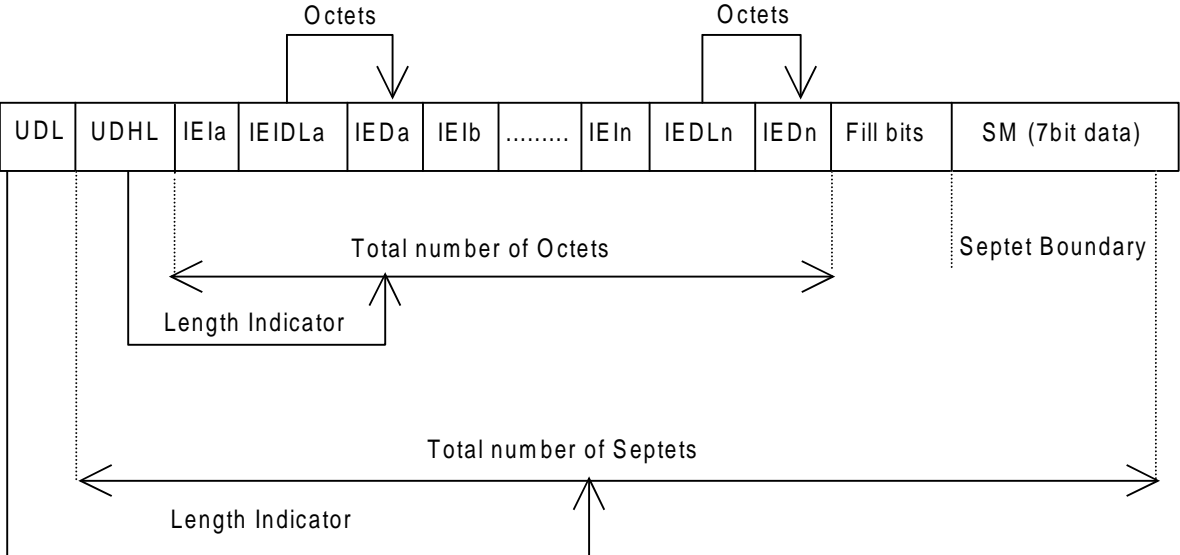 Octets Octets
UDL UDHL IEIa IEIDLa IEDa IEIb ......... IEIn IEDLn IEDn Fill bits SM (7bit data)
Total number of Octets
Septet Boundary
Length Indicator
Total number of Septets
Length Indicator